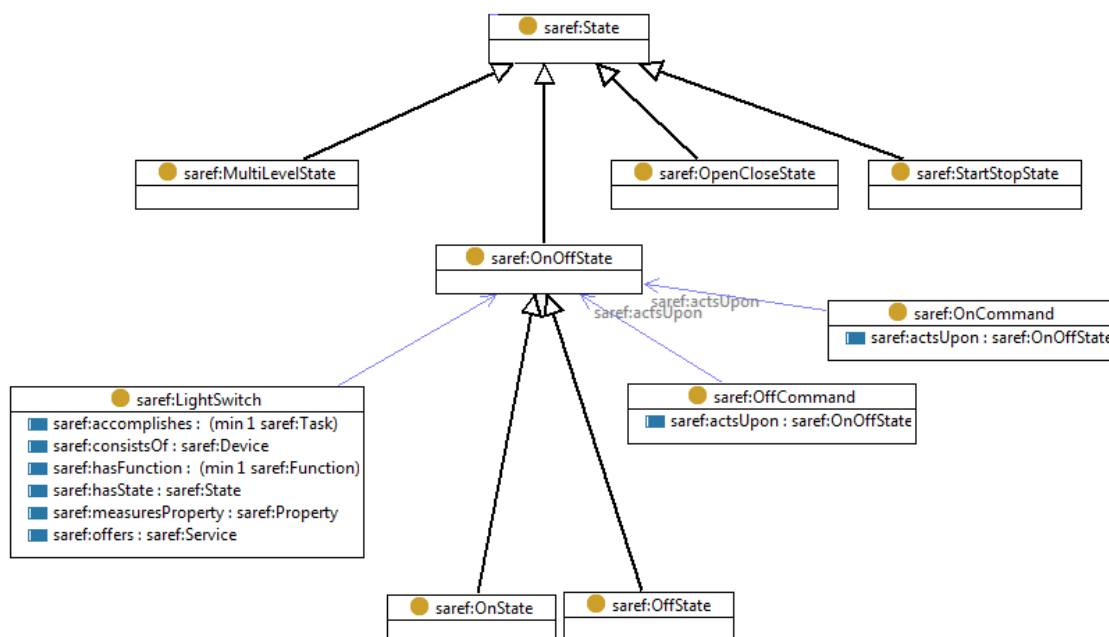 saref:State
saref:MultiLevelState
saref:OpenCloseState
saref:StartStopState
saref:OnOffState
saref:actsUpon
saref:actsUpon
saref:OnCommand
saref:actsUpon : saref:OnOffState
saref:LightSwitch
saref:accomplishes : (min 1 saref:Task)
saref:consistsOf : saref:Device
saref:hasFunction : (min 1 saref:Function)
saref:hasState : saref:State
saref:measuresProperty : saref:Property
saref:offers : saref:Service
saref:OffCommand
saref:actsUpon : saref:OnOffState
saref:OnState
saref:OffState